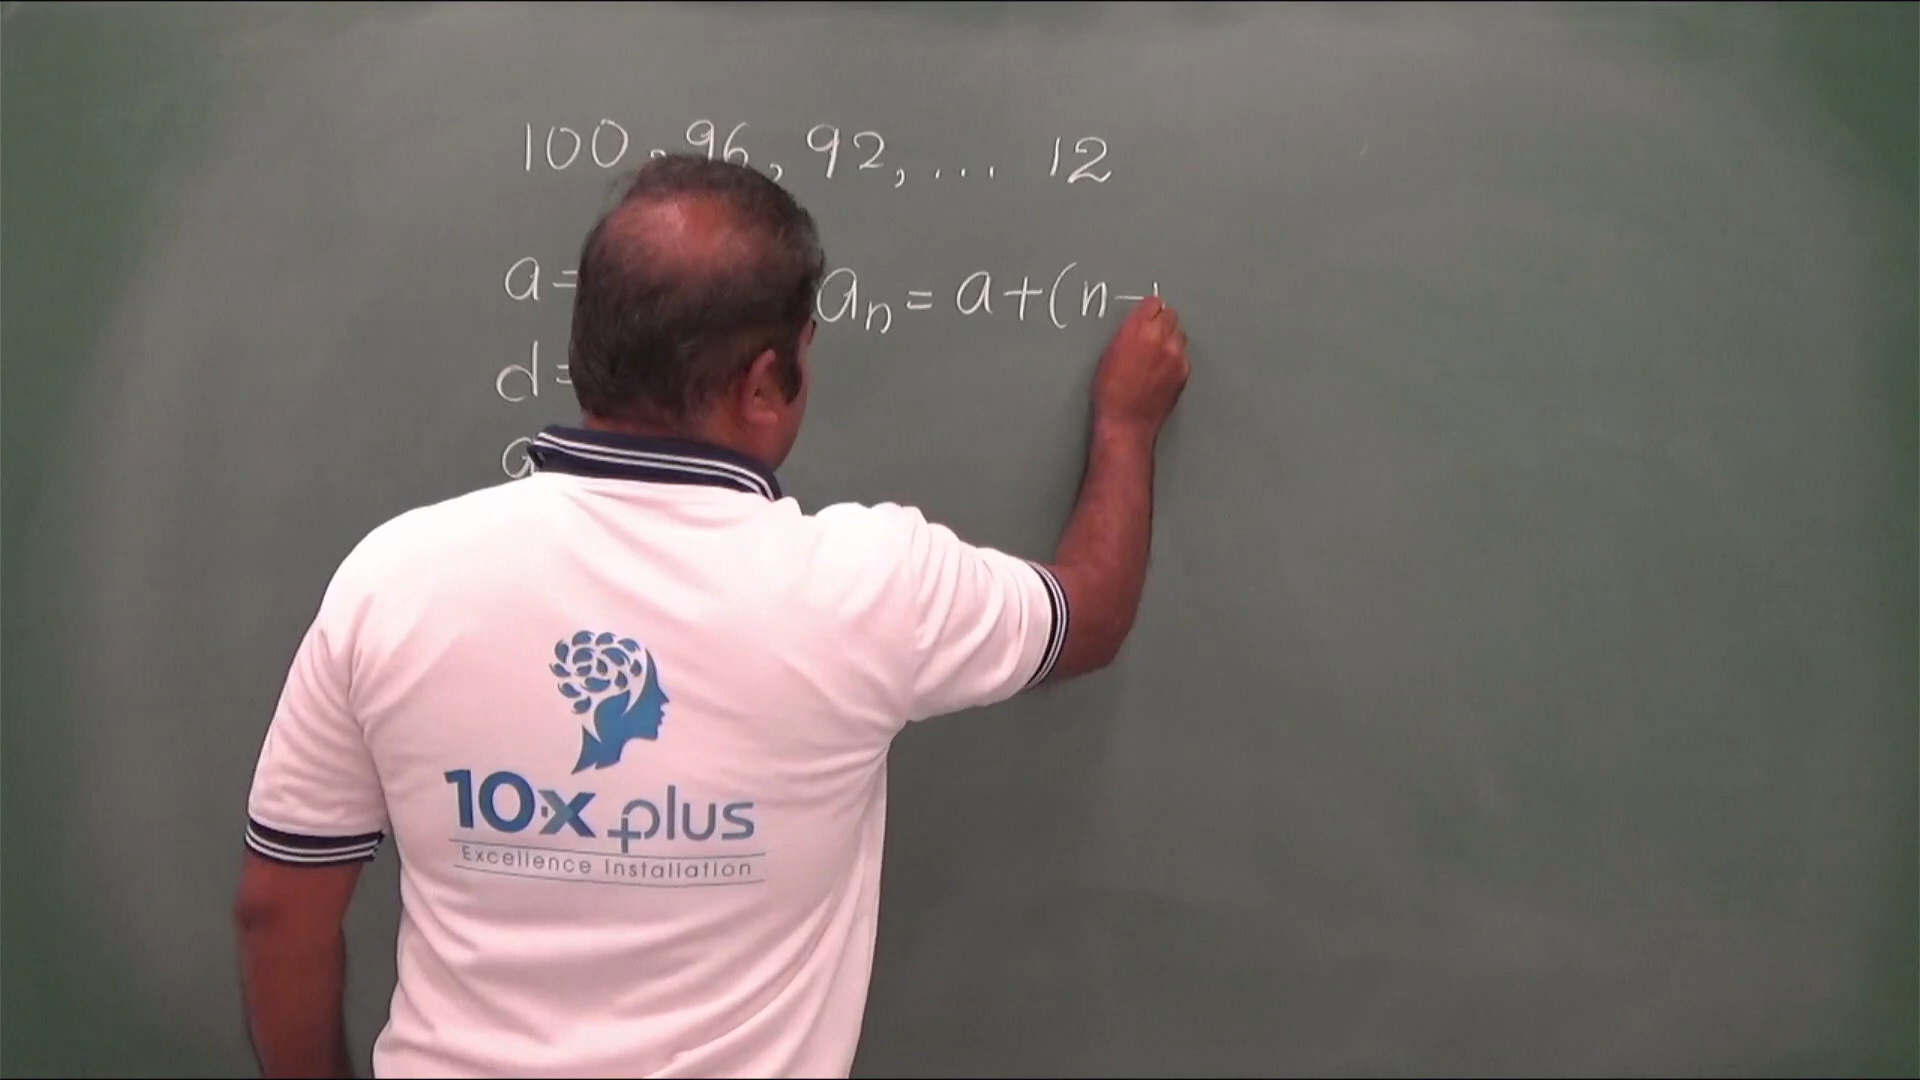 100, 96, 92, ... 12
a=
aₙ = a+(n-
d=
a
10x plus
Excellence Installation